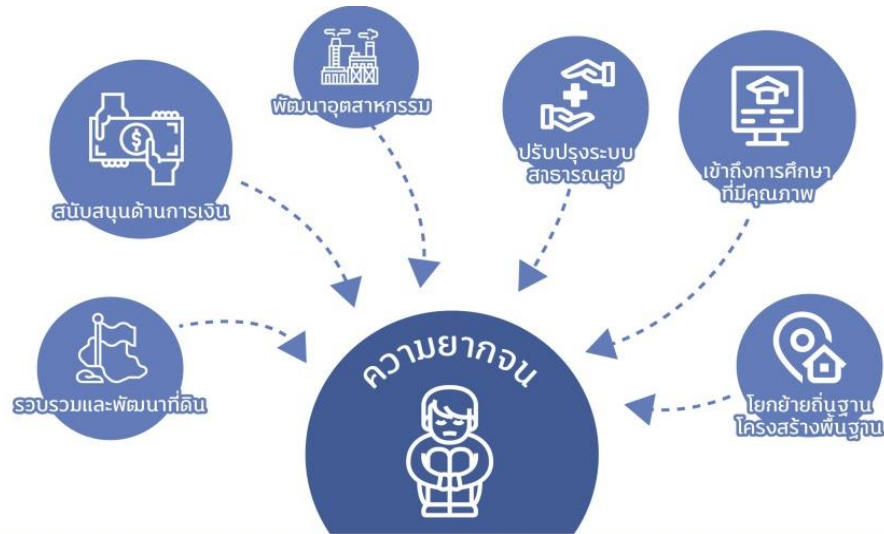 พัฒนาอุตสาหกรรม
ปรับปรุงระบบ
สาธารณสุข
เข้าถึงการศึกษา
ที่มีคุณภาพ
สนับสนุนด้านการเงิน
รวบรวมและพัฒนาที่ดิน
ความยากจน
โยกย้ายถิ่นฐาน
โครงสร้างพื้นฐาน